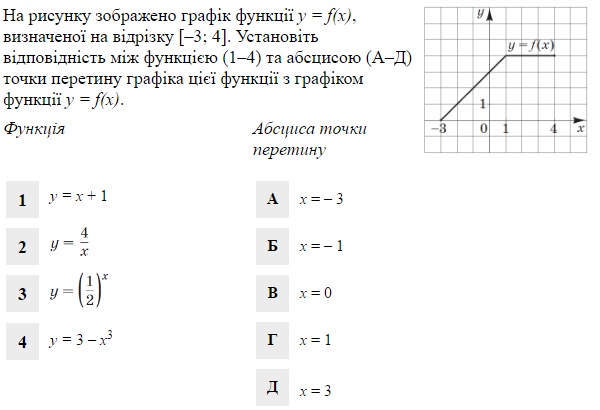 На рисунку зображено графік функції y = f(x),
визначеної на відрізку [–3; 4]. Установіть
відповідність між функцією (1–4) та абсцисою (А–Д)
точки перетину графіка цієї функції з графіком
функції y = f(x).
y
y = f(x)
1
–3 0 1 4 x
Функція Абсциса точки
перетину
1 y = x + 1 А x = – 3
2 y = 4/x Б x = – 1
3 y = (1/2)^x В x = 0
4 y = 3 – x³ Г x = 1
Д x = 3